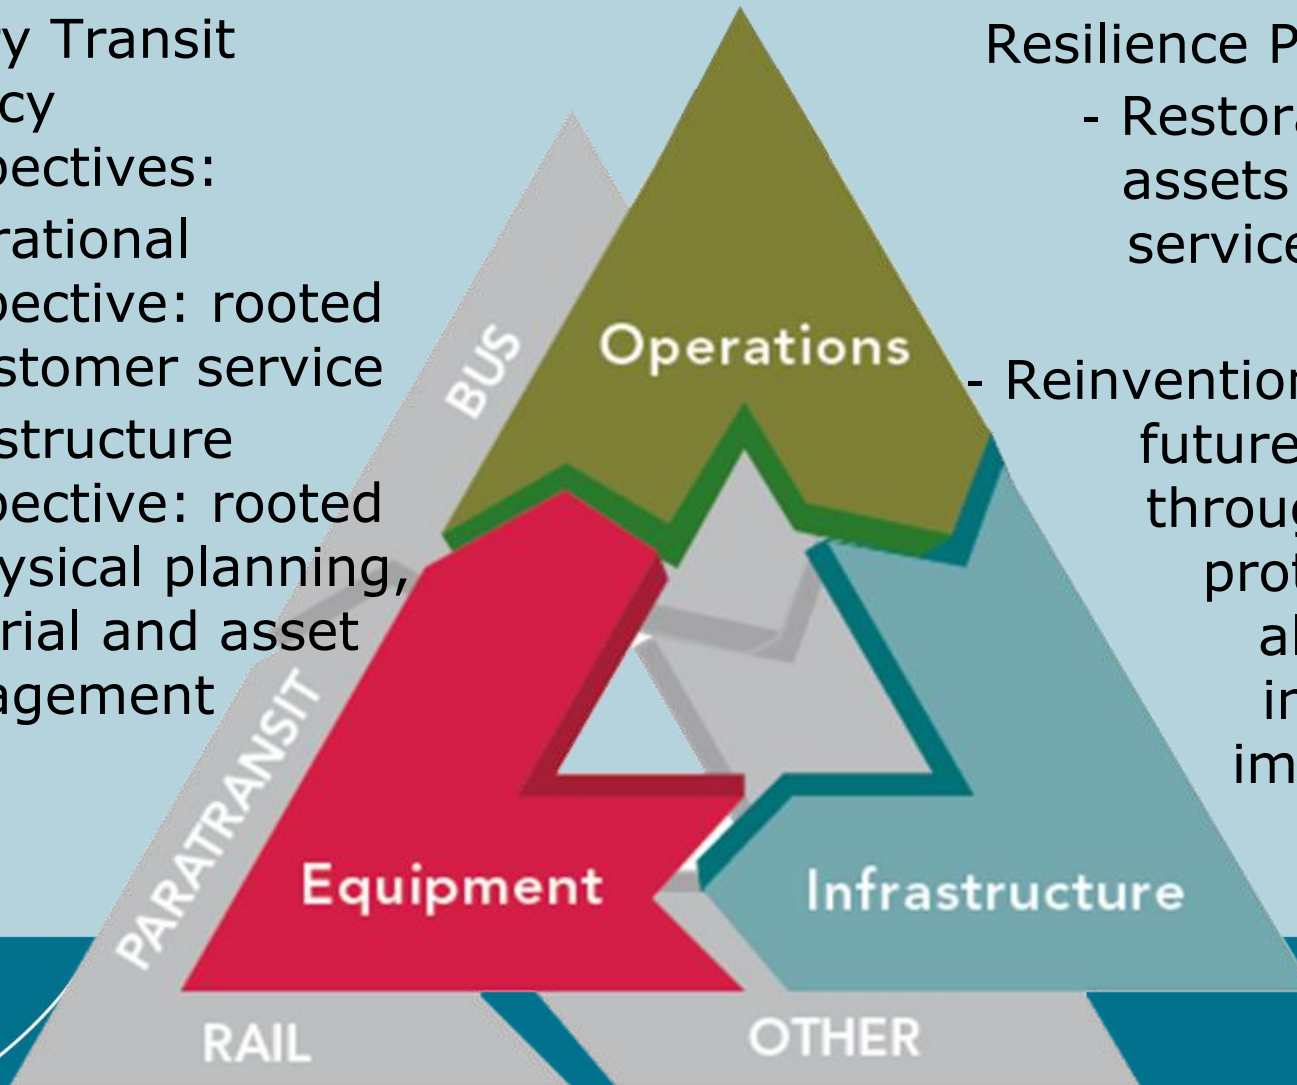 y Transit
cy
pectives:
rational
pective: rooted
stomer service
structure
pective: rooted
ysical planning,
rial and asset
agement
BUS
Operations
PARATRANSIT
Equipment
Infrastructure
RAIL
OTHER
Resilience P
- Restora
assets
service
- Reinvention
future
throug
prot
al
in
im